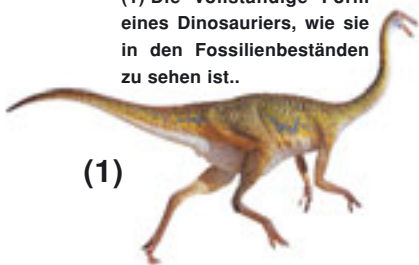 (1) Die vollständige Form
eines Dinosauriers, wie sie
in den Fossilienbeständen
zu sehen ist..
(1)